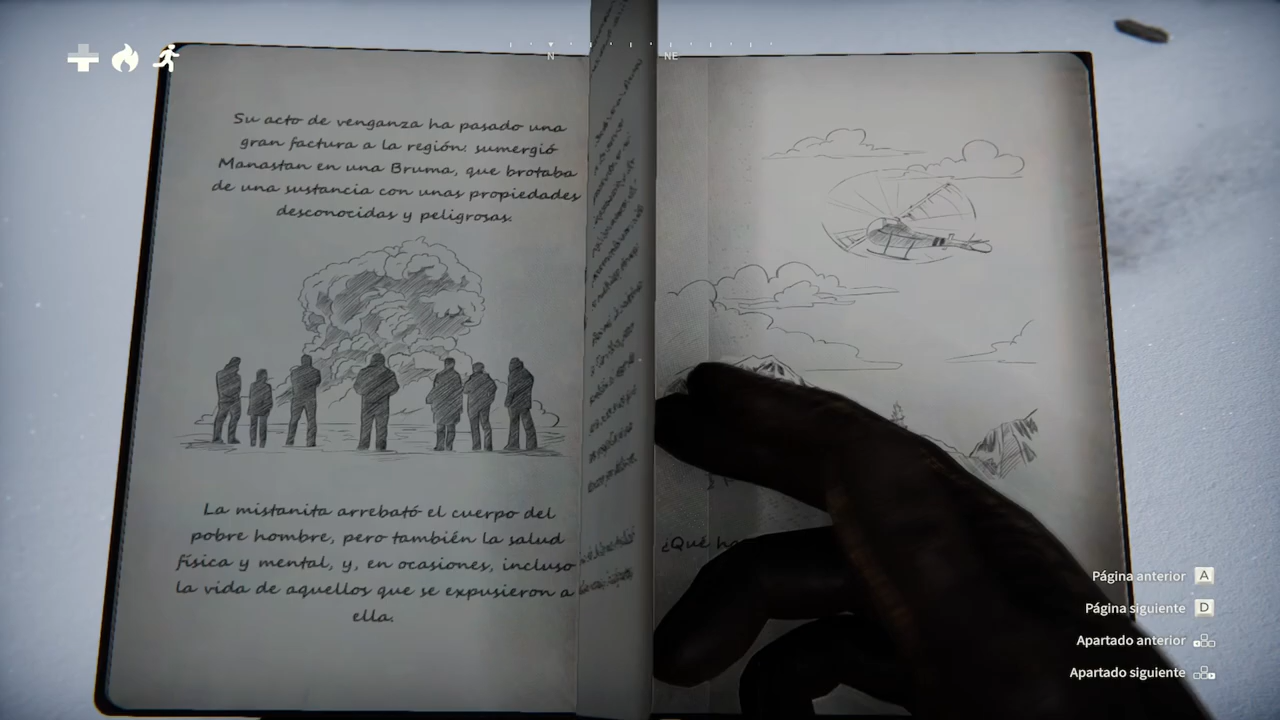 N
NE
Su acto de venganza ha pasado una
gran factura a la región: sumergió
Manastan en una Bruma, que brotaba
de una sustancia con unas propiedades
desconocidas y peligrosas.
La mistanita arrebató el cuerpo del
pobre hombre, pero también la salud
física y mental, y, en ocasiones, incluso
la vida de aquellos que se expusieron a
ella.
¿Qué
Página anterior A
Página siguiente D
Apartado anterior
Apartado siguiente